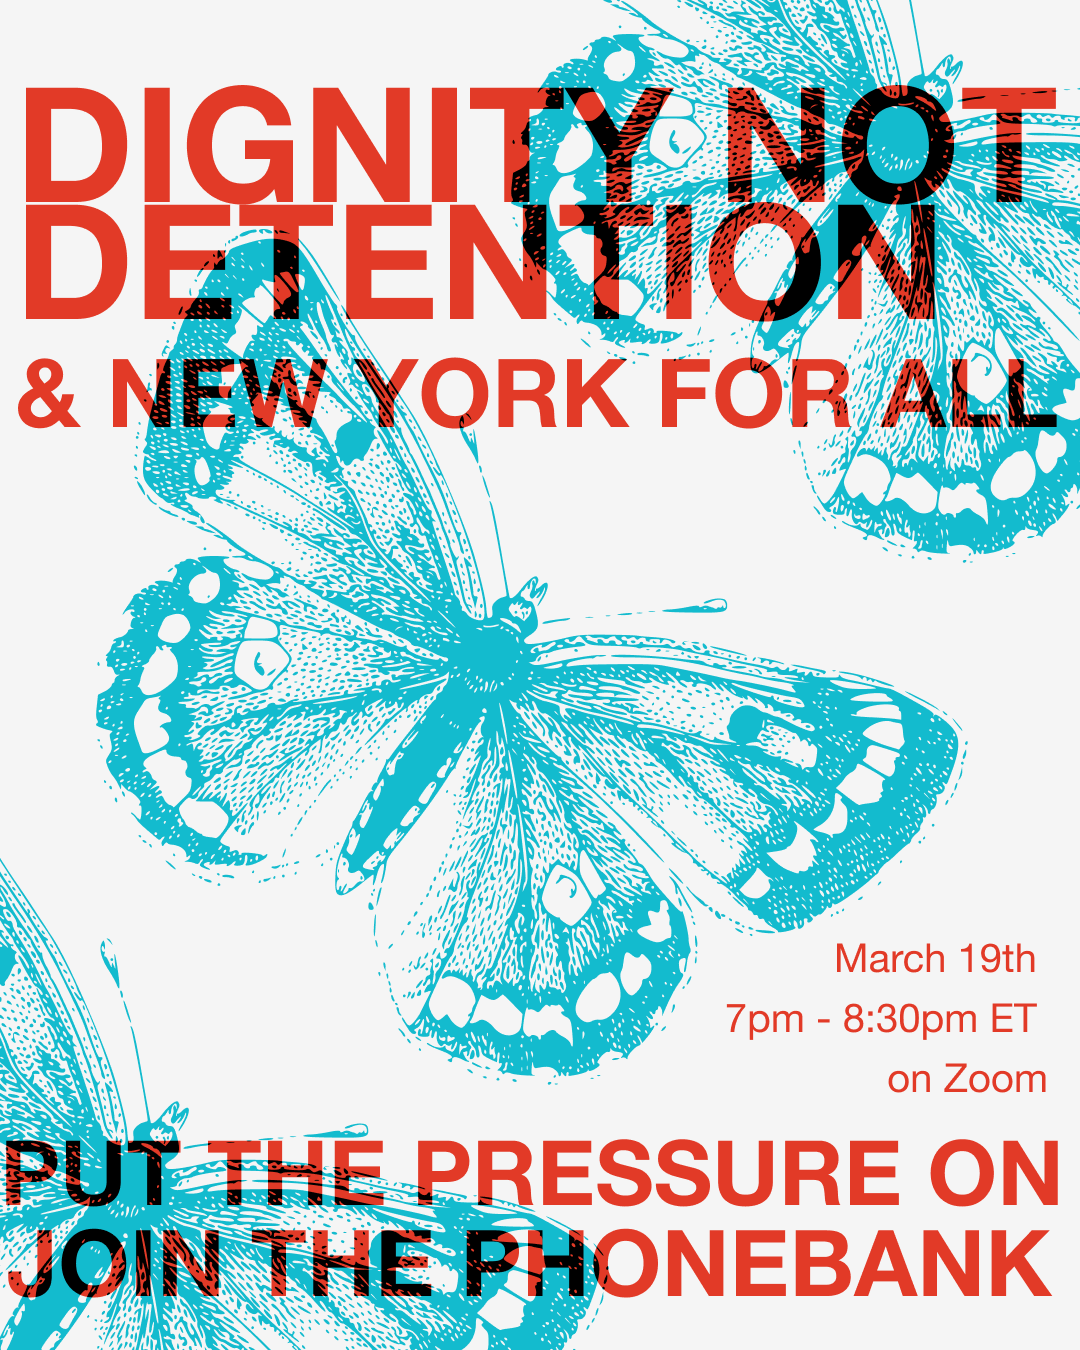 DIGNITY NOT
DETENTION
& NEW YORK FOR ALL
March 19th
7pm - 8:30pm ET
on Zoom
PUT THE PRESSURE ON
JOIN THE PHONEBANK